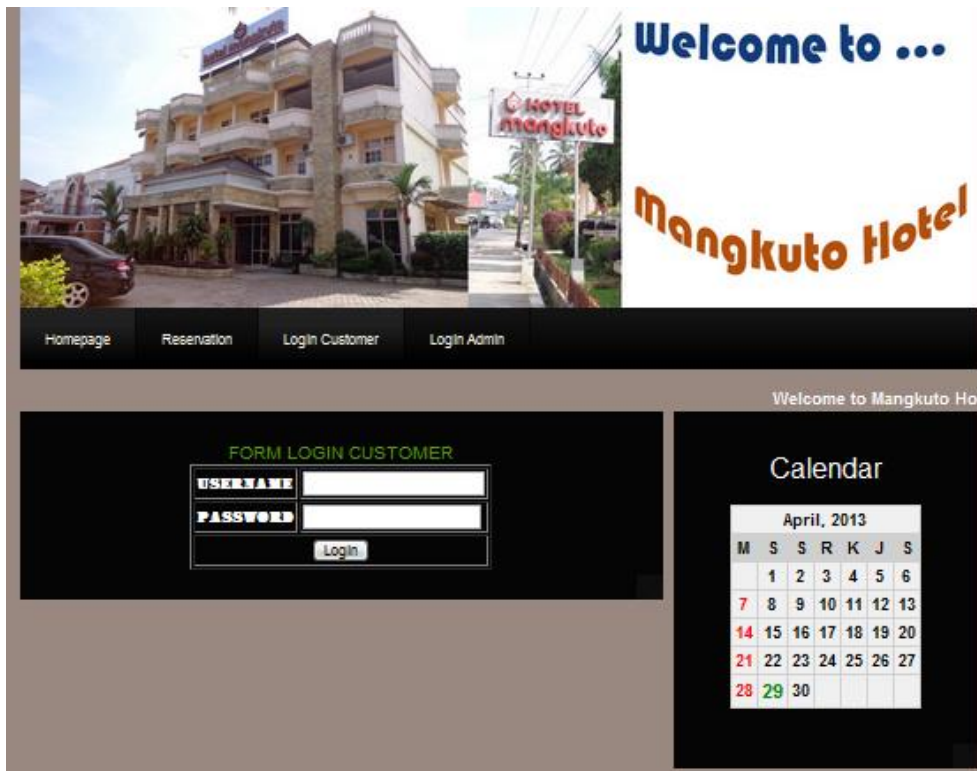 hotel mangkuto
HOTEL
mangkuto
Welcome to ...
Mangkuto Hotel
Homepage
Reservation
Login Customer
Login Admin
Welcome to Mangkuto Ho
FORM LOGIN CUSTOMER
USERNAME
PASSWORD
Login
Calendar
April, 2013
M S S R K J S
1 2 3 4 5 6
7 8 9 10 11 12 13
14 15 16 17 18 19 20
21 22 23 24 25 26 27
28 29 30